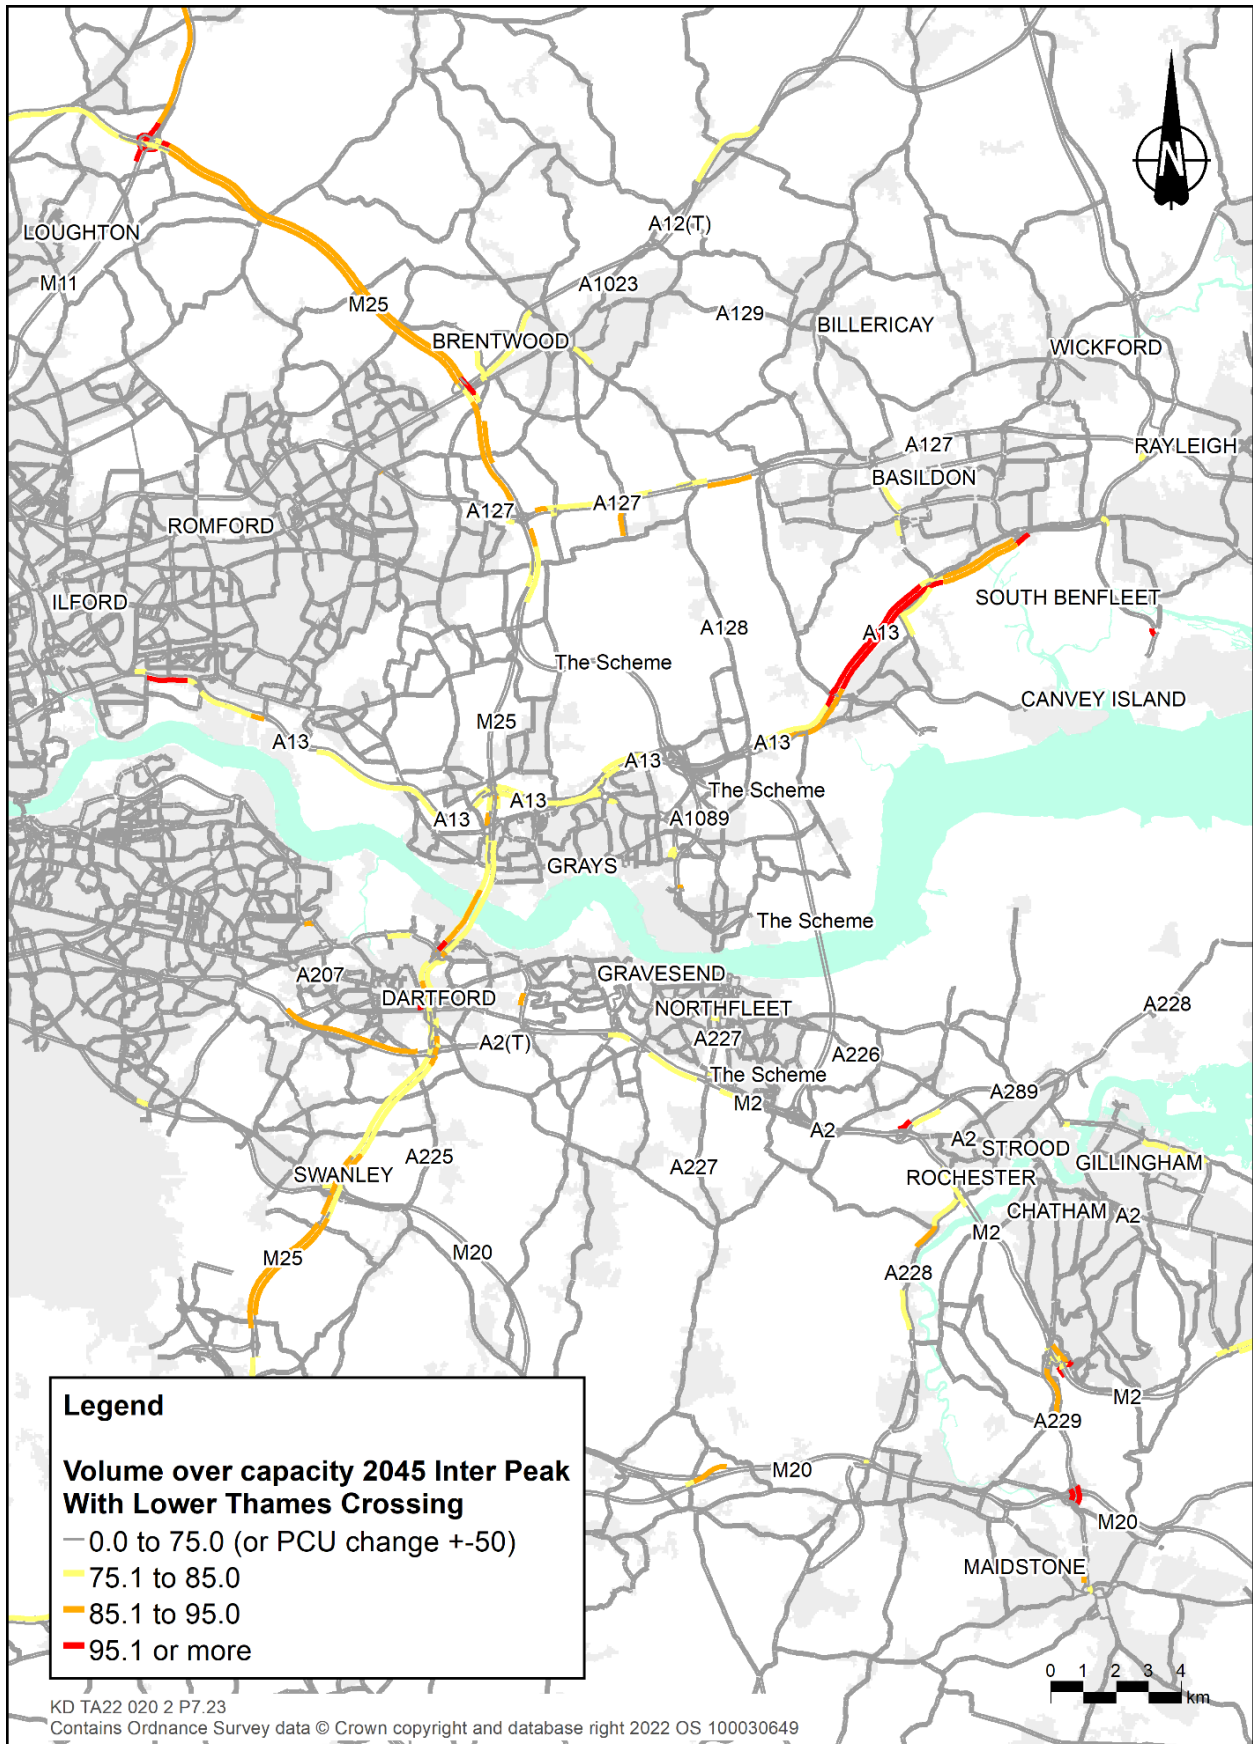 N
LOUGHTON
A12(T)
M11
A1023
M25
A129
BILLERICAY
BRENTWOOD
WICKFORD
A127
RAYLEIGH
BASILDON
A127
A127
ROMFORD
ILFORD
SOUTH BENFLEET
A128
A13
The Scheme
CANVEY ISLAND
M25
A13
A13
A13
The Scheme
A13
A13
A1089
GRAYS
The Scheme
A207
GRAVESEND
DARTFORD
NORTHFLEET
A228
A2(T)
A227
A226
The Scheme
M2
A289
A2
A2
STROOD
A225
SWANLEY
A227
GILLINGHAM
ROCHESTER
CHATHAM
A2
M25
M20
M2
A228
M2
A229
M20
M20
MAIDSTONE
Legend
Volume over capacity 2045 Inter Peak
With Lower Thames Crossing
0.0 to 75.0 (or PCU change +-50)
75.1 to 85.0
85.1 to 95.0
95.1 or more
0 1 2 3 4
km
KD TA22 020 2 P7.23
Contains Ordnance Survey data © Crown copyright and database right 2022 OS 100030649